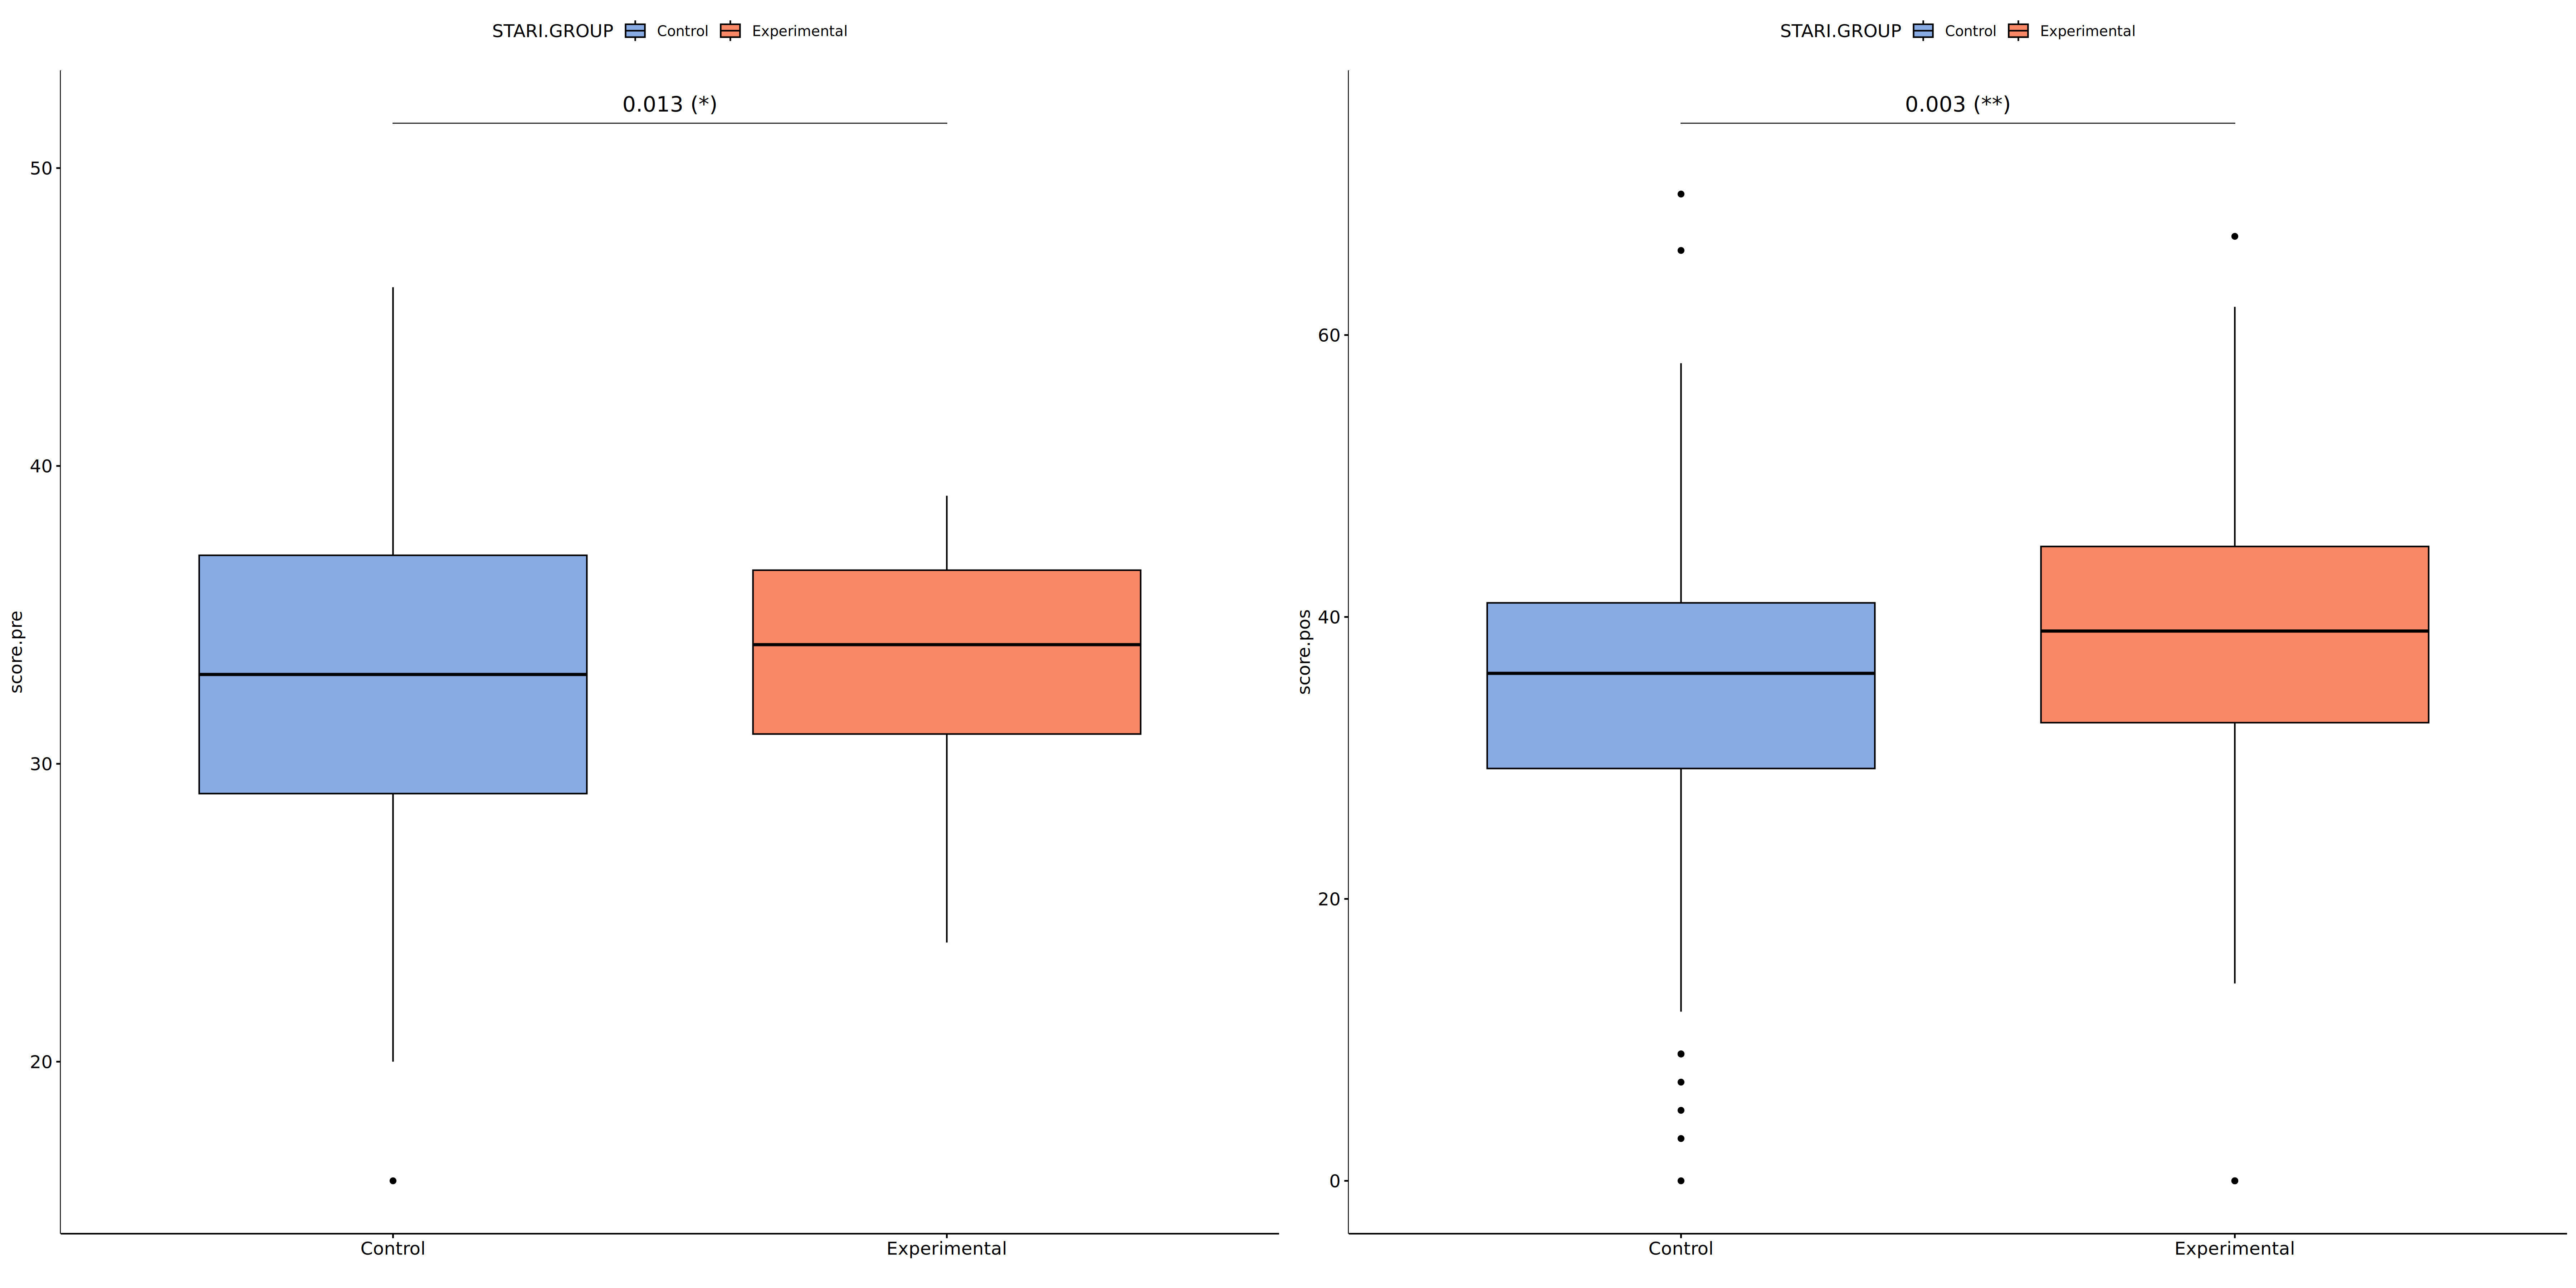 STARI.GROUP Control Experimental
0.013 (*)
50
40
30
20
score.pre
Control Experimental
STARI.GROUP Control Experimental
0.003 (**)
60
40
20
0
score.pos
Control Experimental